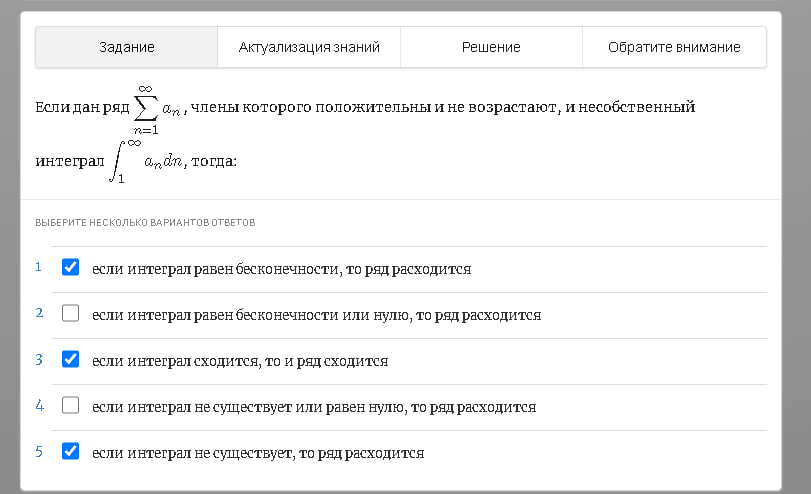 Задание Актуализация знаний Решение Обратите внимание
Если дан ряд $\sum_{n=1}^{\infty} a_n$, члены которого положительны и не возрастают, и несобственный
интеграл $\int_1^{\infty} a_n dn$, тогда:
ВЫБЕРИТЕ НЕСКОЛЬКО ВАРИАНТОВ ОТВЕТОВ
1 если интеграл равен бесконечности, то ряд расходится
2 если интеграл равен бесконечности или нулю, то ряд расходится
3 если интеграл сходится, то и ряд сходится
4 если интеграл не существует или равен нулю, то ряд расходится
5 если интеграл не существует, то ряд расходится